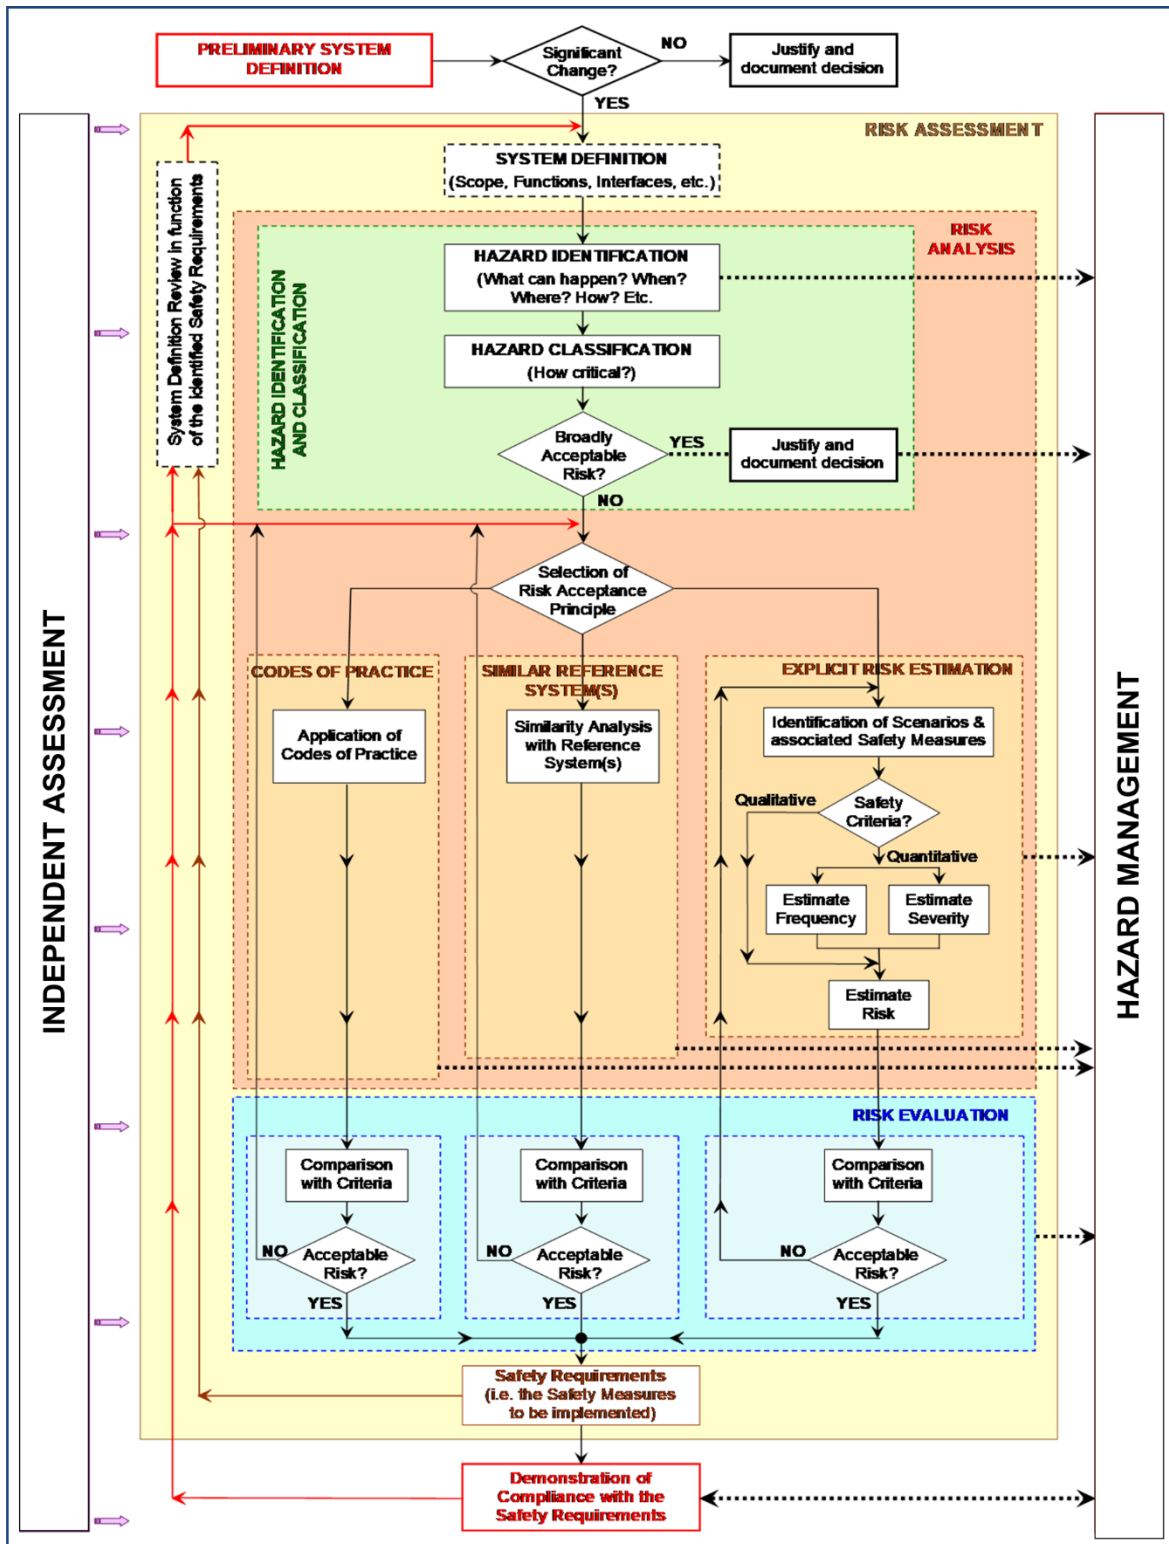 PRELIMINARY SYSTEM
DEFINITION
Significant
Change?
NO
Justify and
document decision
YES
RISK ASSESSMENT
SYSTEM DEFINITION
(Scope, Functions, Interfaces, etc.)
System Definition Review in function
of the identified Safety Requirements
RISK
ANALYSIS
HAZARD IDENTIFICATION
AND CLASSIFICATION
HAZARD IDENTIFICATION
(What can happen? When?
Where? How? Etc.
HAZARD CLASSIFICATION
(How critical?)
Broadly
Acceptable
Risk?
YES
Justify and
document decision
NO
Selection of
Risk Acceptance
Principle
INDEPENDENT ASSESSMENT
HAZARD MANAGEMENT
CODES OF PRACTICE
Application of
Codes of Practice
SIMILAR REFERENCE
SYSTEM(S)
Similarity Analysis
with Reference
System(s)
EXPLICIT RISK ESTIMATION
Identification of Scenarios &
associated Safety Measures
Qualitative
Safety
Criteria?
Quantitative
Estimate
Frequency
Estimate
Severity
Estimate
Risk
RISK EVALUATION
Comparison
with Criteria
NO
Acceptable
Risk?
YES
Comparison
with Criteria
NO
Acceptable
Risk?
YES
Comparison
with Criteria
NO
Acceptable
Risk?
YES
Safety Requirements
(i.e. the Safety Measures
to be implemented)
Demonstration of
Compliance with the
Safety Requirements